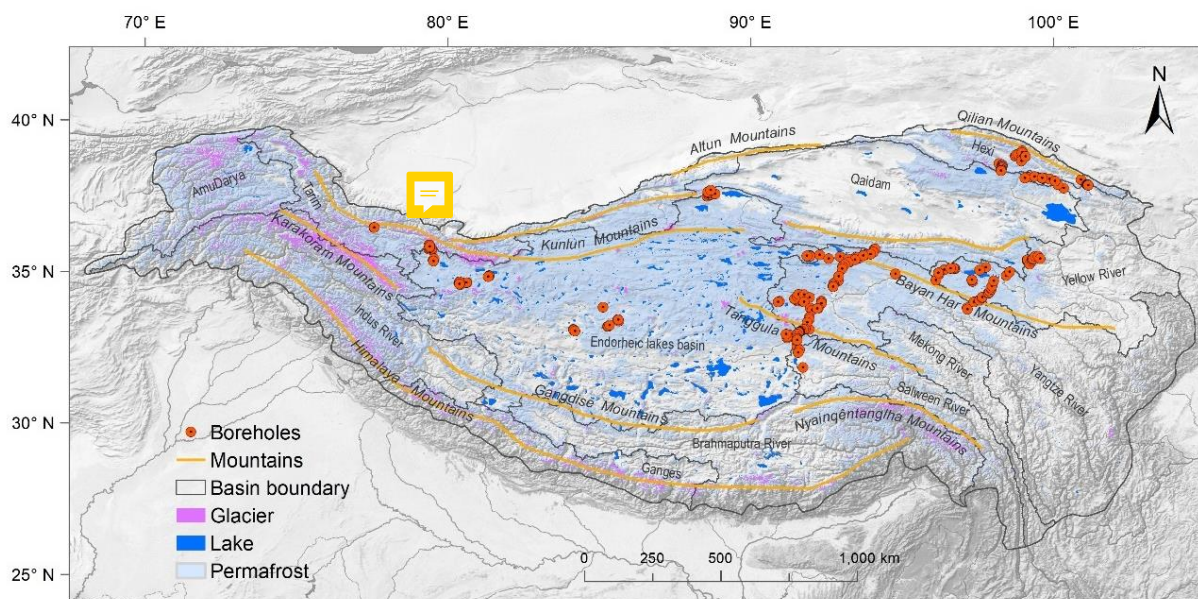 70° E
80° E
90° E
100° E
N
40° N
35° N
30° N
25° N
Qilian Mountains
Hexi
Altun Mountains
Qaidam
AmuDarya
Tarim
Karakoram Mountains
Kunlun Mountains
Yellow River
Bayan Har Mountains
Indus River
Endorheic lakes basin
Tanggula Mountains
Mekong River
Yangtze River
Salween River
Himalaya Mountains
Gangdise Mountains
Nyainqêntanglha Mountains
Brahmaputra River
Ganges
Boreholes
Mountains
Basin boundary
Glacier
Lake
Permafrost
0 250 500 1,000 km